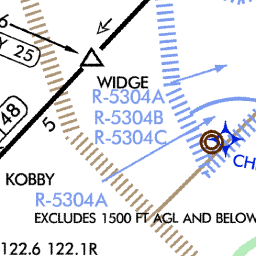 6
Y 25
WIDGE
R-5304A
R-5304B
R-5304C
48
5
CH
KOBBY
R-5304A
EXCLUDES 1500 FT AGL AND BELOW
122.6 122.1R